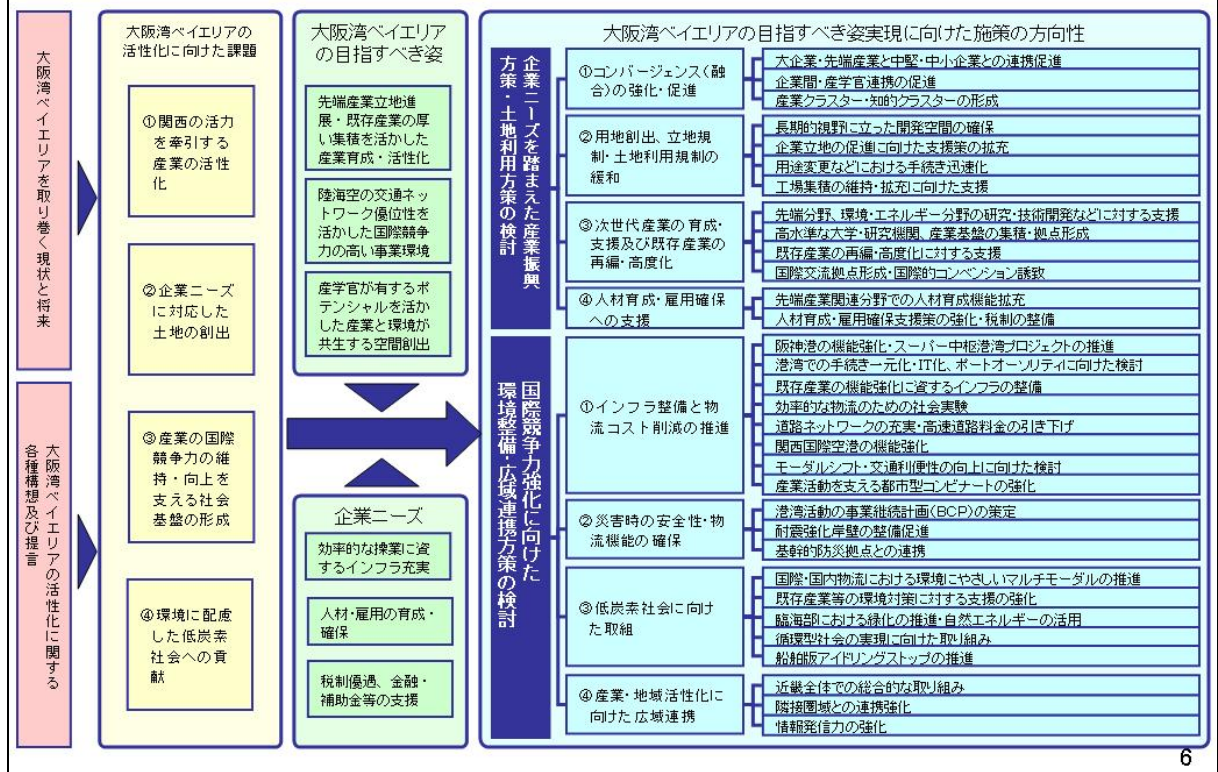 大阪湾ベイエリアを取り巻く現状と将来
大阪湾ベイエリアの活性化に関する
各種構想及び提言
大阪湾ベイエリアの
活性化に向けた課題
①関西の活力
を牽引する
産業の活性
化
②企業ニーズ
に対応した
土地の創出
③産業の国際
競争力の維
持・向上を
支える社会
基盤の形成
④環境に配慮
した低炭素
社会への貢
献
大阪湾ベイエリア
の目指すべき姿
先端産業立地進
展・既存産業の厚
い集積を活かした
産業育成・活性化
陸海空の交通ネッ
トワーク優位性を
活かした国際競争
力の高い事業環境
産学官が有するポ
テンシャルを活か
した産業と環境が
共生する空間創出
企業ニーズ
効率的な操業に資
するインフラ充実
人材・雇用の育成・
確保
税制優遇、金融・
補助金等の支援
大阪湾ベイエリアの目指すべき姿実現に向けた施策の方向性
企業ニーズを踏まえた産業振興
方策・土地利用方策の検討
①コンバージェンス(融
合)の強化・促進
大企業・先端産業と中堅・中小企業との連携促進
企業間・産学官連携の促進
産業クラスター・知的クラスターの形成
②用地創出、立地規
制・土地利用規制の
緩和
長期的視野に立った開発空間の確保
企業立地の促進に向けた支援策の拡充
用途変更などにおける手続き迅速化
工場集積の維持・拡充に向けた支援
③次世代産業の育成・
支援及び既存産業の
再編・高度化
先端分野、環境・エネルギー分野の研究・技術開発などに対する支援
高水準な大学・研究機関、産業基盤の集積・拠点形成
既存産業の再編・高度化に対する支援
国際交流拠点形成・国際的コンベンション誘致
④人材育成・雇用確保
への支援
先端産業関連分野での人材育成機能拡充
人材育成・雇用確保支援策の強化・税制の整備
国際競争力強化に向けた
環境整備・広域連携方策の検討
①インフラ整備と物
流コスト削減の推進
阪神港の機能強化・スーパー中枢港湾プロジェクトの推進
港湾での手続き一元化・IT化、ポートオーソリティに向けた検討
既存産業の機能強化に資するインフラの整備
効率的な物流のための社会実験
道路ネットワークの充実・高速道路料金の引き下げ
関西国際空港の機能強化
モーダルシフト・交通利便性の向上に向けた検討
産業活動を支える都市型コンビナートの強化
②災害時の安全性・物
流機能の確保
港湾活動の事業継続計画(BCP)の策定
耐震強化岸壁の整備促進
基幹的防災拠点との連携
③低炭素社会に向け
た取組
国際・国内物流における環境にやさしいマルチモーダルの推進
既存産業等の環境対策に対する支援の強化
臨海部における緑化の推進・自然エネルギーの活用
循環型社会の実現に向けた取り組み
船舶版アイドリングストップの推進
④産業・地域活性化に
向けた広域連携
近畿全体での総合的な取り組み
隣接圏域との連携強化
情報発信力の強化
6